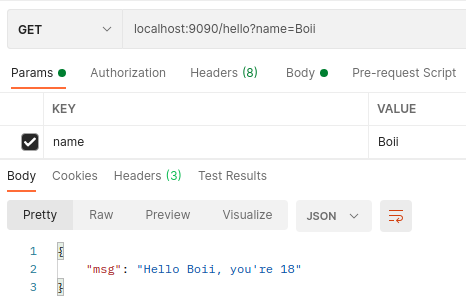 GET localhost:9090/hello?name=Boii
Params Authorization Headers (8) Body Pre-request Script
KEY VALUE
name Boii
Body Cookies Headers (3) Test Results
Pretty Raw Preview Visualize JSON
1 {
2 "msg": "Hello Boii, you're 18"
3 }